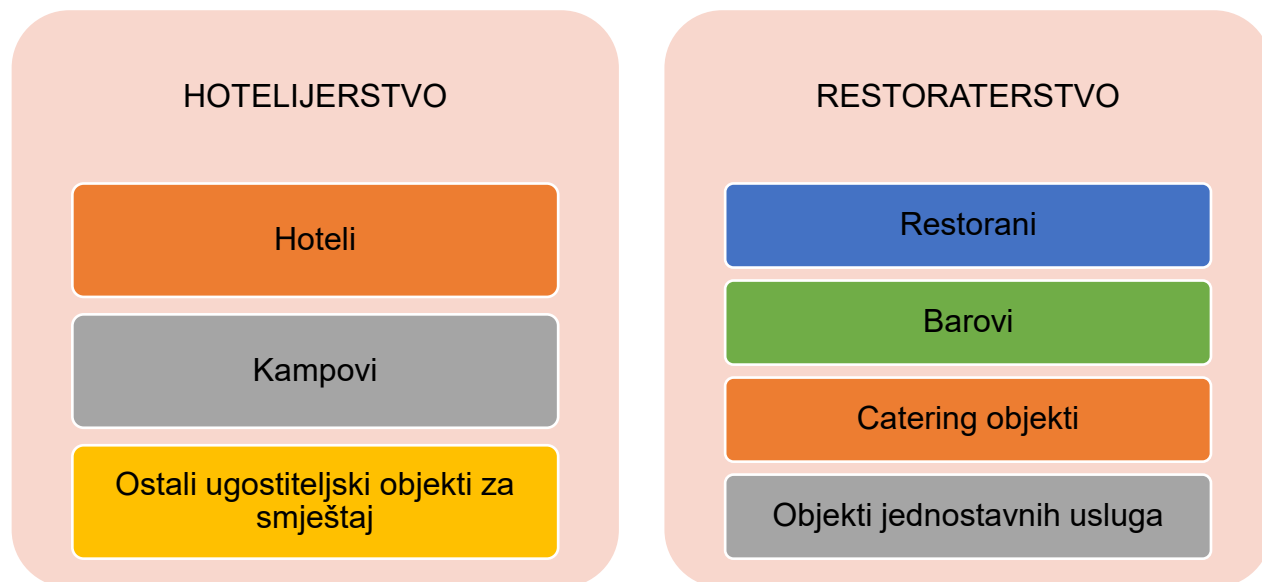 HOTELIJERSTVO
Hoteli
Kampovi
Ostali ugostiteljski objekti za
smještaj
RESTORATERSTVO
Restorani
Barovi
Catering objekti
Objekti jednostavnih usluga